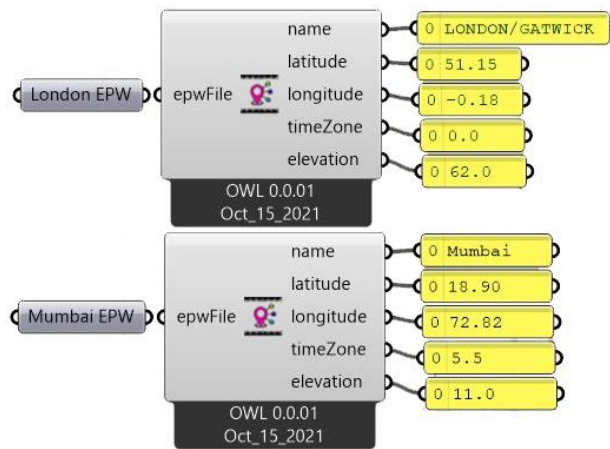 name
0 LONDON/GATWICK
latitude
0 51.15
London EPW
epwFile
longitude
0 -0.18
timeZone
0 0.0
elevation
0 62.0
OWL 0.0.01
Oct_15_2021
name
0 Mumbai
latitude
0 18.90
Mumbai EPW
epwFile
longitude
0 72.82
timeZone
0 5.5
elevation
0 11.0
OWL 0.0.01
Oct_15_2021